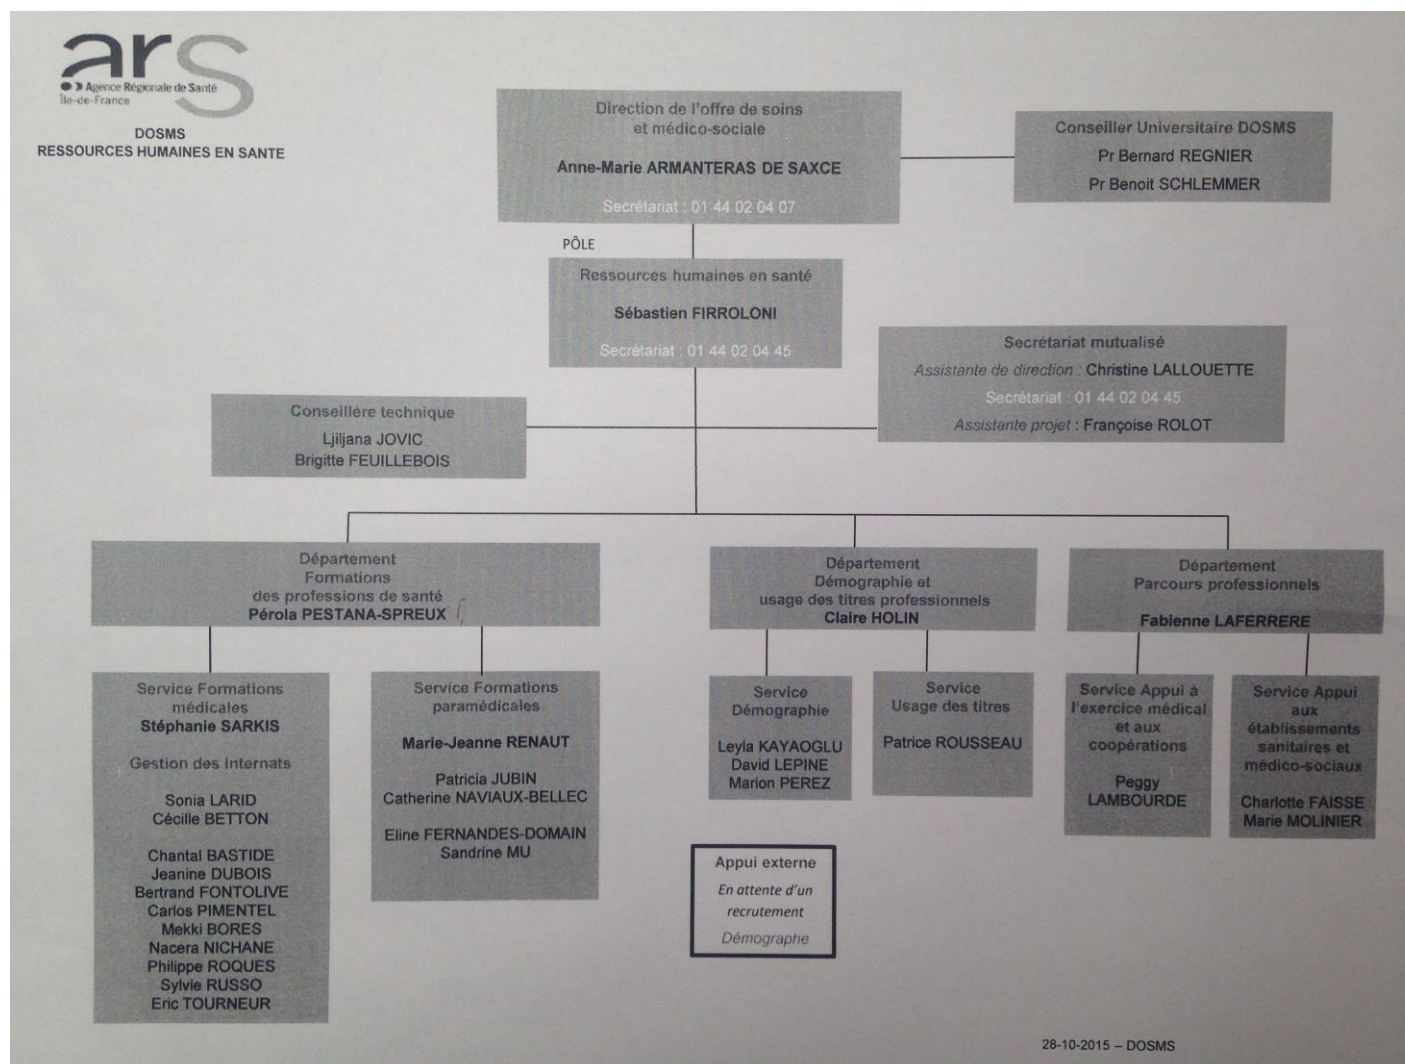 ars
Agence Régionale de Santé
Île-de-France
DOSMS
RESSOURCES HUMAINES EN SANTE
Direction de l'offre de soins
et médico-sociale
Anne-Marie ARMANTERAS DE SAXCE
Secrétariat : 01 44 02 04 07
Conseiller Universitaire DOSMS
Pr Bernard REGNIER
Pr Benoit SCHLEMMER
PÔLE
Ressources humaines en santé
Sébastien FIRROLONI
Secrétariat : 01 44 02 04 45
Secrétariat mutualisé
Assistante de direction : Christine LALLOUETTE
Secrétariat : 01 44 02 04 45
Assistante projet : Françoise ROLOT
Conseillère technique
Ljiljana JOVIC
Brigitte FEUILLEBOIS
Département
Formations
des professions de santé
Pérola PESTANA-SPREUX
Département
Démographie et
usage des titres professionnels
Claire HOLIN
Département
Parcours professionnels
Fabienne LAFERRERE
Service Formations
médicales
Stéphanie SARKIS
Gestion des internats
Sonia LARID
Cécille BETTON
Chantal BASTIDE
Jeanine DUBOIS
Bertrand FONTOLIVE
Carlos PIMENTEL
Mekki BORES
Nacera NICHANE
Philippe ROQUES
Sylvie RUSSO
Eric TOURNEUR
Service Formations
paramédicales
Marie-Jeanne RENAUT
Patricia JUBIN
Catherine NAVIAUX-BELLEC
Eline FERNANDES-DOMAIN
Sandrine MU
Service
Démographie
Leyla KAYAOGLU
David LEPINE
Marion PEREZ
Service
Usage des titres
Patrice ROUSSEAU
Service Appui à
l'exercice médical
et aux
coopérations
Peggy
LAMBOURDE
Service Appui
aux
établissements
sanitaires et
médico-sociaux
Charlotte FAISSE
Marie MOLINIER
Appui externe
En attente d'un
recrutement
Démographe
28-10-2015 – DOSMS